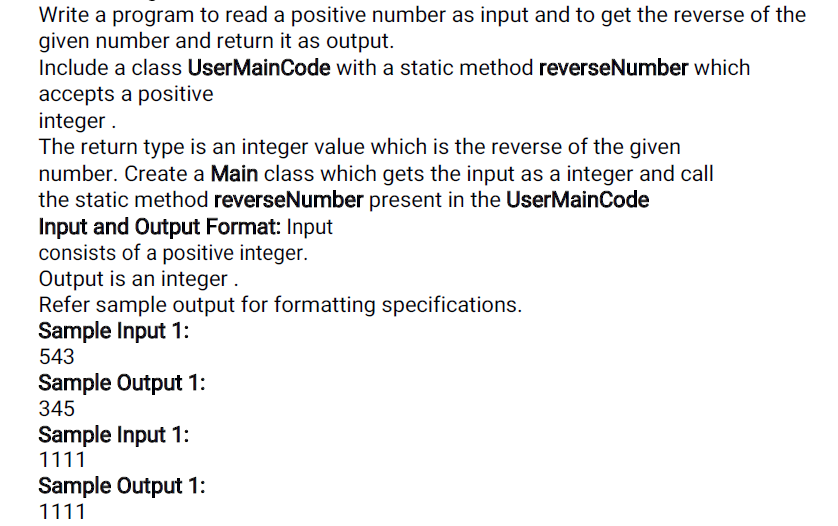 Write a program to read a positive number as input and to get the reverse of the
given number and return it as output.
Include a class UserMainCode with a static method reverseNumber which
accepts a positive
integer .
The return type is an integer value which is the reverse of the given
number. Create a Main class which gets the input as a integer and call
the static method reverseNumber present in the UserMainCode
Input and Output Format: Input
consists of a positive integer.
Output is an integer .
Refer sample output for formatting specifications.
Sample Input 1:
543
Sample Output 1:
345
Sample Input 1:
1111
Sample Output 1:
1111